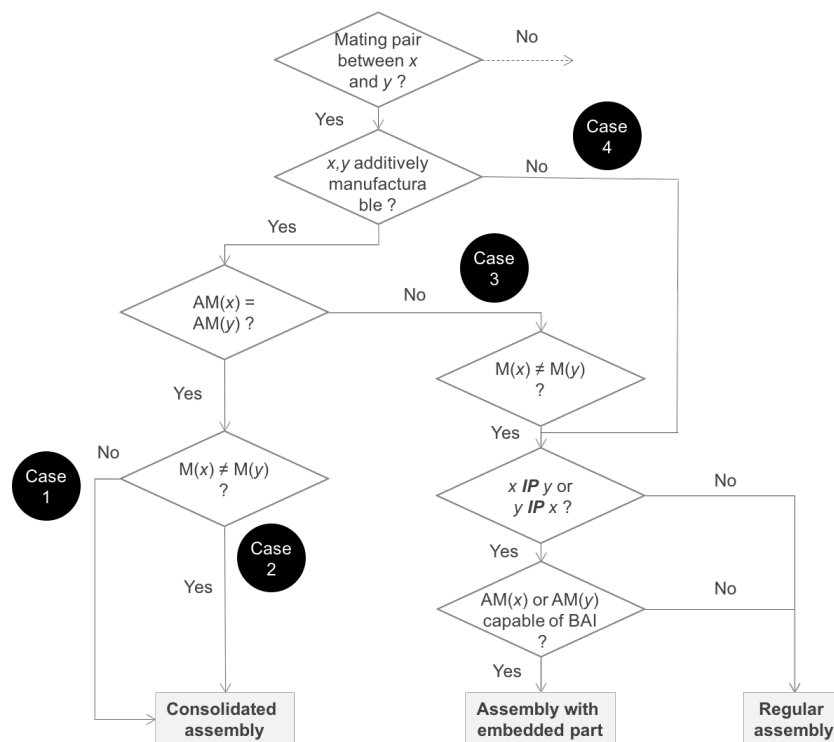 Mating pair
between x
and y ?
No
Yes
Case
4
x,y additively
manufactura
ble ?
No
Yes
Case
3
AM(x) =
AM(y) ?
No
M(x) ≠ M(y)
?
Yes
Yes
No
Case
1
M(x) ≠ M(y)
?
x IP y or
y IP x ?
No
Case
2
Yes
Yes
AM(x) or AM(y)
capable of BAI
?
No
Yes
Consolidated
assembly
Assembly with
embedded part
Regular
assembly